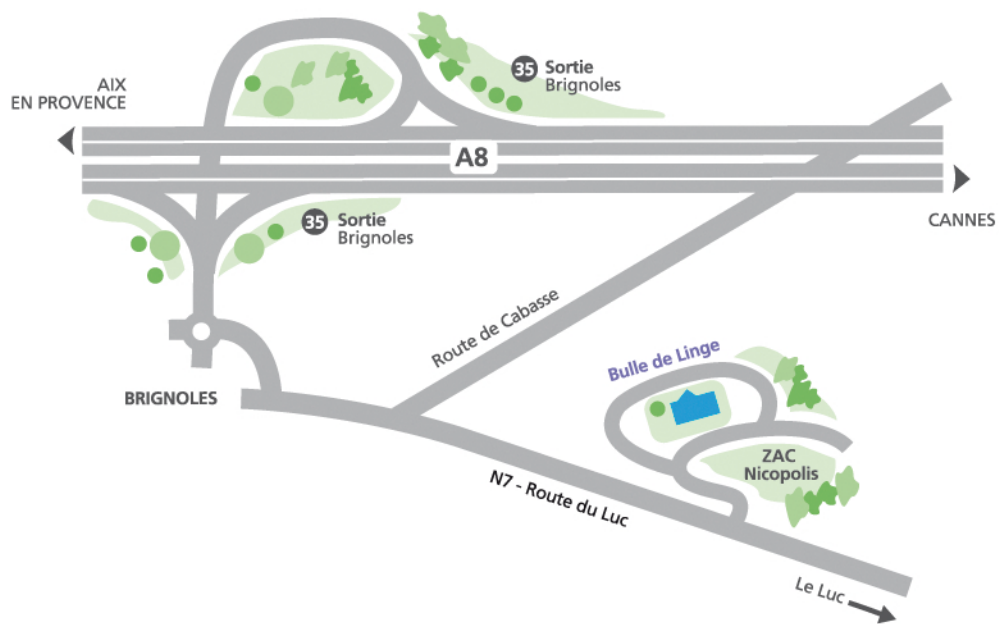 AIX
EN PROVENCE
35 Sortie
Brignoles
A8
CANNES
35 Sortie
Brignoles
Route de Cabasse
Bulle de Linge
BRIGNOLES
ZAC
Nicopolis
N7 - Route du Luc
Le Luc